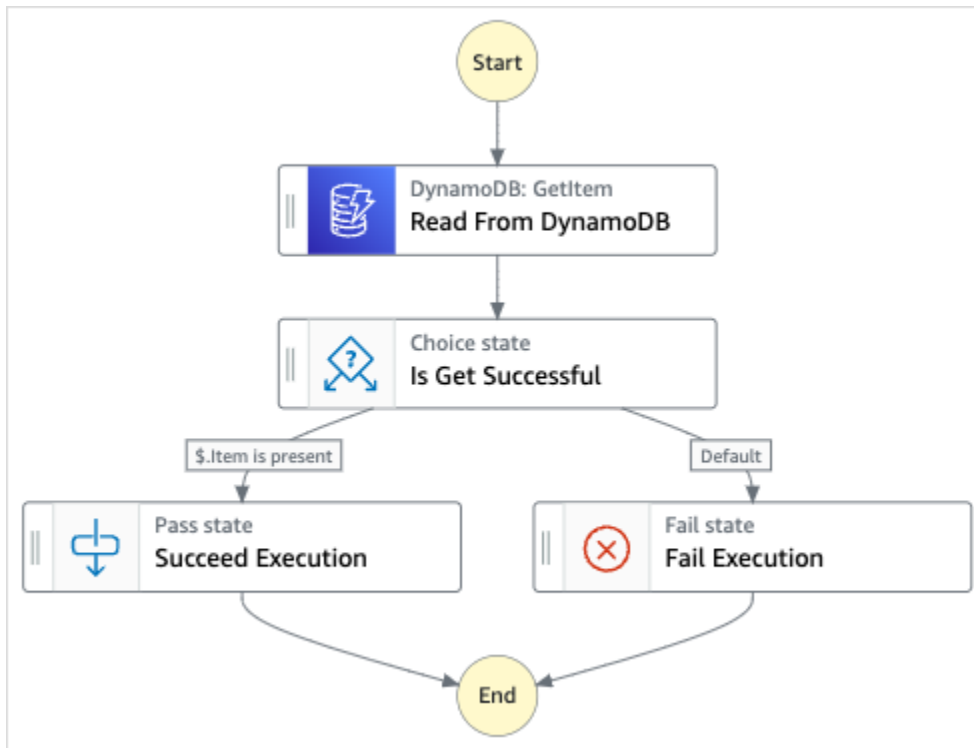 Start
DynamoDB: GetItem
Read From DynamoDB
Choice state
?
Is Get Successful
$.Item is present
Default
Pass state
Succeed Execution
Fail state
Fail Execution
End